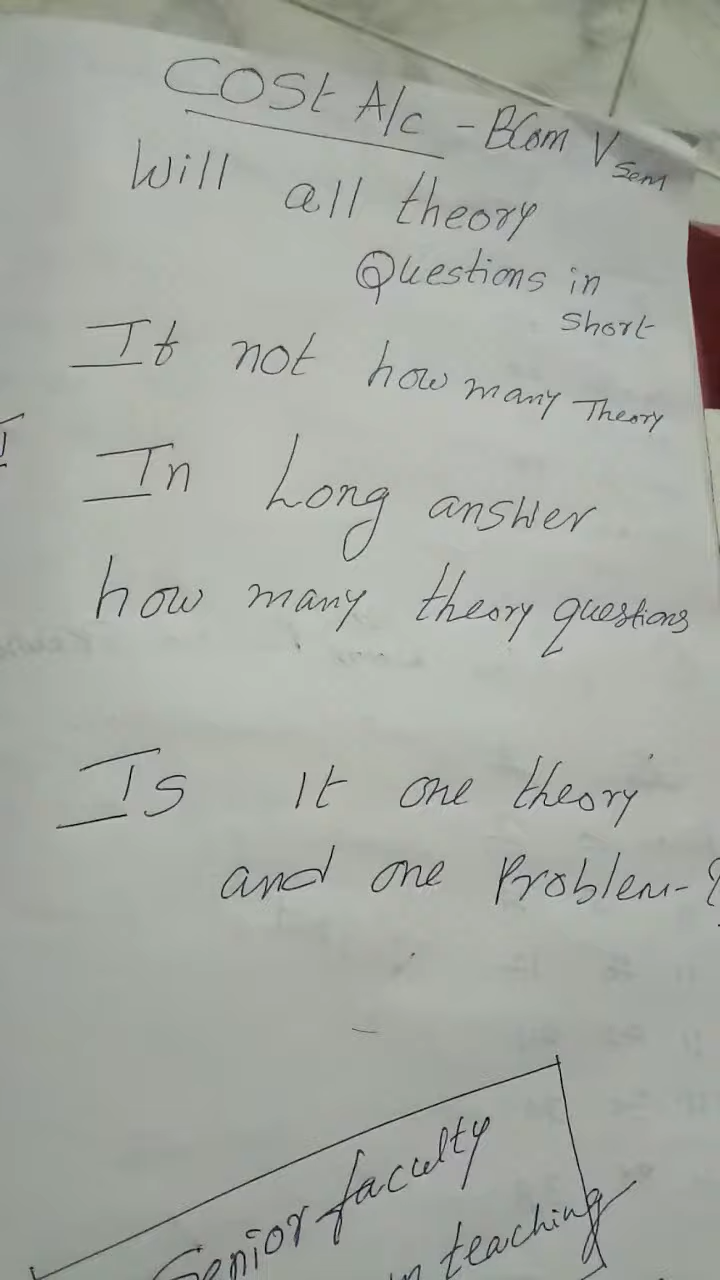 COSt A/c - BCom V Sem
Will all theory
Questions in
Short
If not how many Theory
In Long answer
how many theory questions
Is it one theory
and one Problem-?
Senior faculty
teaching